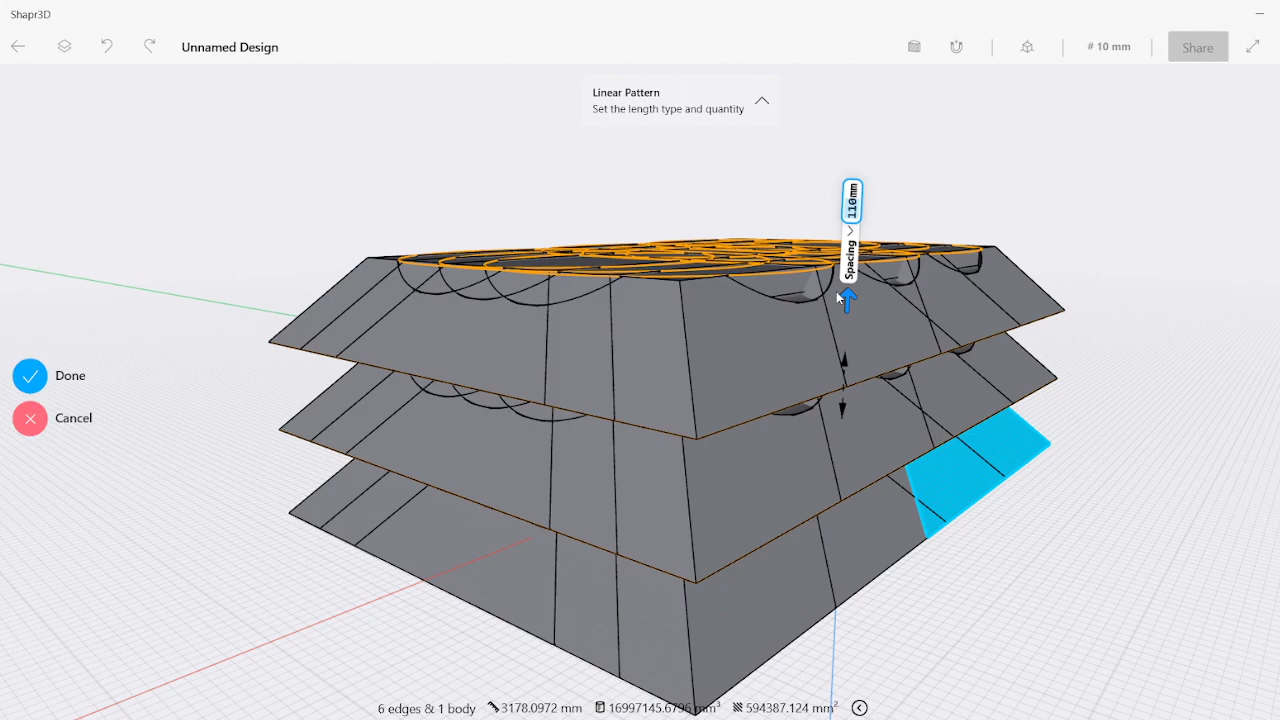 Shapr3D
Unnamed Design
# 10 mm
Share
Linear Pattern
Set the length type and quantity
Spacing
110mm
Done
Cancel
6 edges & 1 body
3178.0972 mm
16997145.6796 mm³
594387.124 mm²